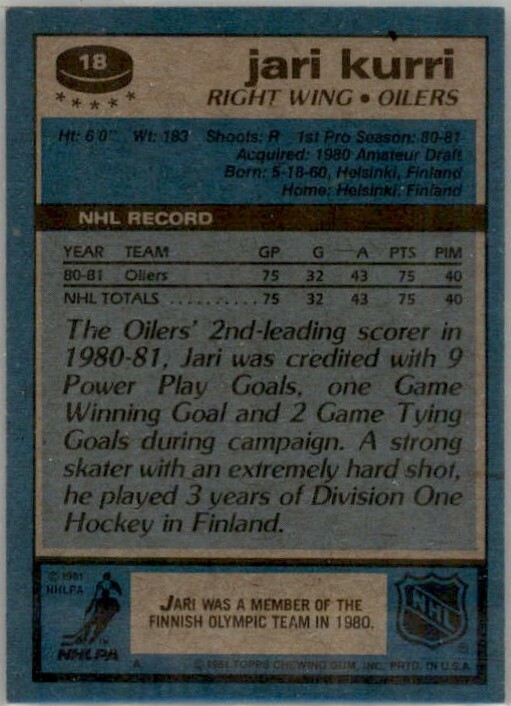 18
jari kurri
RIGHT WING • OILERS
Ht: 6'0" Wt: 183 Shoots: R 1st Pro Season: 80-81
Acquired: 1980 Amateur Draft
Born: 5-18-60, Helsinki, Finland
Home: Helsinki, Finland
NHL RECORD
YEAR TEAM GP G A PTS PIM
80-81 Oilers 75 32 43 75 40
NHL TOTALS .......... 75 32 43 75 40
The Oilers' 2nd-leading scorer in
1980-81, Jari was credited with 9
Power Play Goals, one Game
Winning Goal and 2 Game Tying
Goals during campaign. A strong
skater with an extremely hard shot,
he played 3 years of Division One
Hockey in Finland.
© 1981
NHLPA
NHLPA
JARI WAS A MEMBER OF THE
FINNISH OLYMPIC TEAM IN 1980.
NHL
A © 1981 TOPPS CHEWING GUM, INC. PRTD. IN U.S.A.